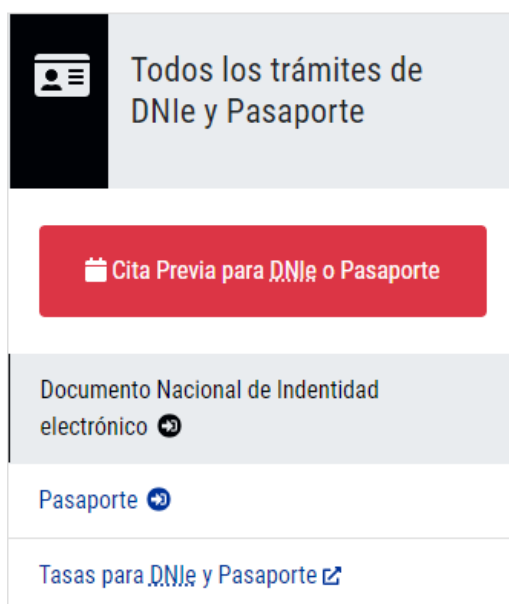 Todos los trámites de
DNIe y Pasaporte
Cita Previa para DNIe o Pasaporte
Documento Nacional de Indentidad
electrónico
Pasaporte
Tasas para DNIe y Pasaporte